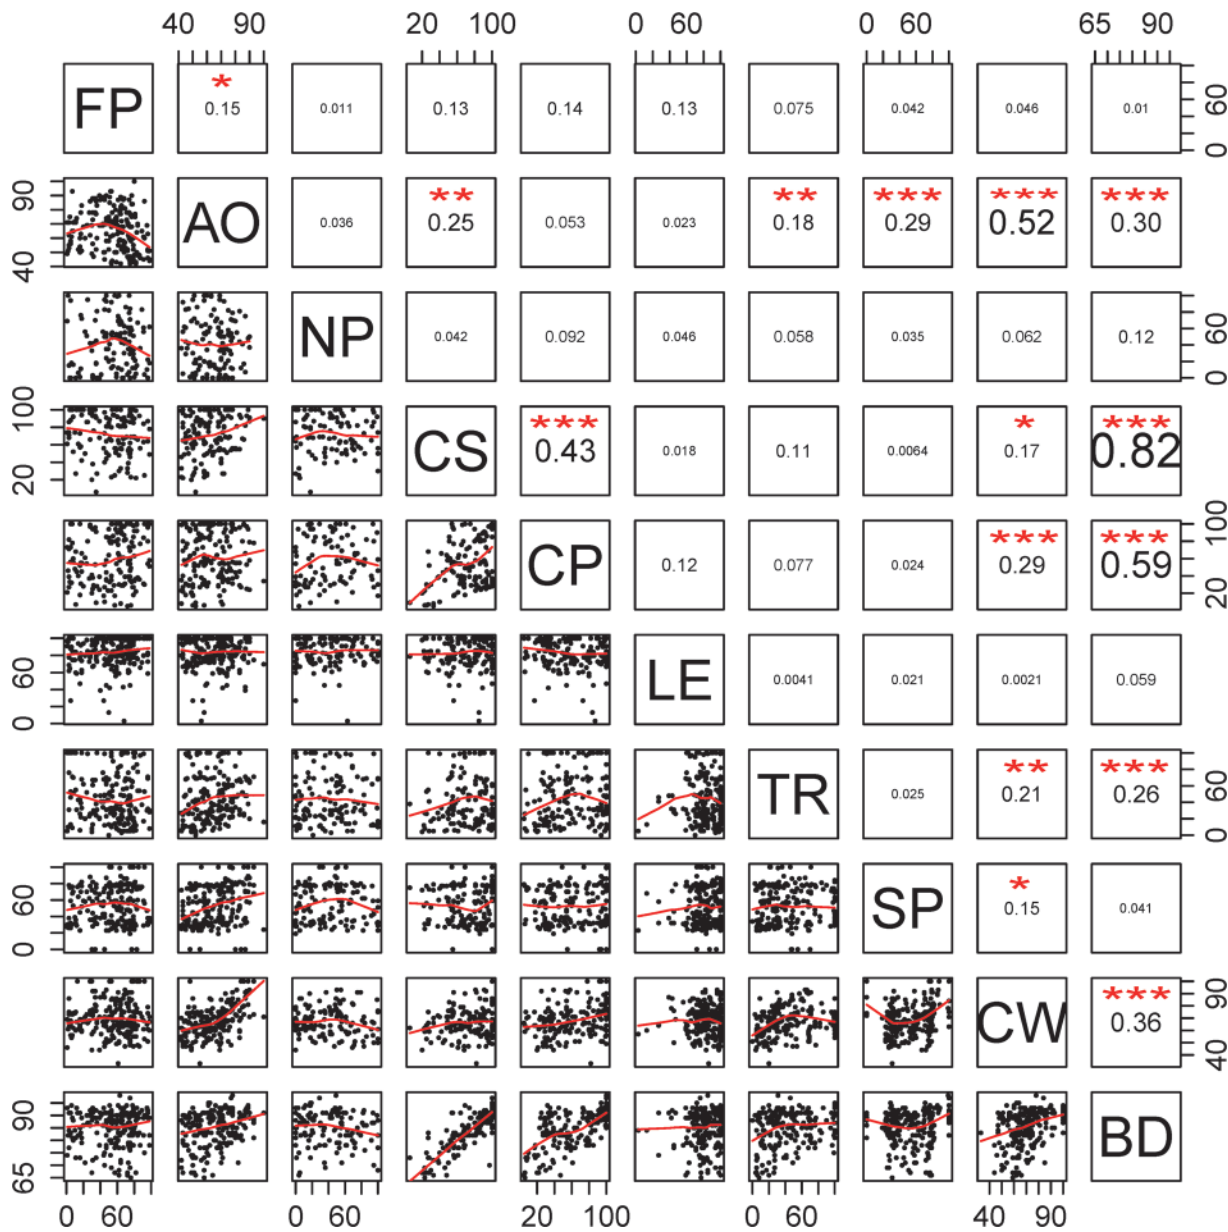 40 90 20 100 0 60 0 60 65 90
FP * 0.15 0.011 0.13 0.14 0.13 0.075 0.042 0.046 0.01 0 60
40 90 AO 0.036 ** 0.25 0.053 0.023 ** 0.18 *** 0.29 *** 0.52 *** 0.30
NP 0.042 0.092 0.046 0.058 0.035 0.062 0.12 0 60
20 100 CS *** 0.43 0.018 0.11 0.0064 * 0.17 *** 0.82
CP 0.12 0.077 0.024 *** 0.29 *** 0.59 20 100
0 60 LE 0.0041 0.021 0.0021 0.059
TR 0.025 ** 0.21 *** 0.26 0 60
0 60 SP * 0.15 0.041
CW *** 0.36 40 90
65 90 BD
0 60 0 60 20 100 0 60 40 90